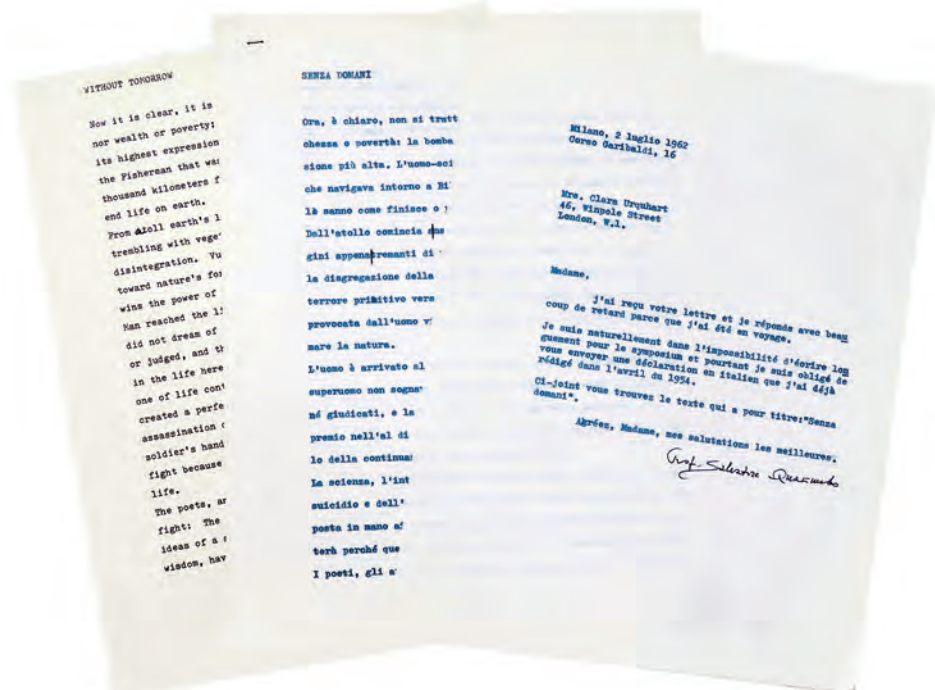 WITHOUT TOMORROW
Now it is clear, it is
nor wealth or poverty;
its highest expression
the Fisherman that was
thousand kilometers f
end life on earth.
From atoll earth's l
trembling with vege
disintegration. Vu
toward nature's for
wins the power of
Man reached the li
did not dream of
or judged, and th
in the life here
one of life cont
created a perfe
assassination o
soldier's hand
fight because
life.
The poets, ar
fight: The
ideas of a
wisdom, hav
SENZA DOMANI
Ora, è chiaro, non si tratt
chezza o povertà: la bomba
sione più alta. L'uomo-sci
che navigava intorno a Bi
là sanno come finisce o
Dall'atollo comincia
gini appena tremanti di
la disgregazione della
terrore primitivo vers
provocata dall'uomo v
mare la natura.
L'uomo è arrivato al
superuomo non sogna
né giudicati, e la
premio nell'al di
lo della continua
La scienza, l'int
suicidio e dell'
posta in mano a
terà perché que
I poeti, gli a
Milano, 2 luglio 1962
Corso Garibaldi, 16
Mrs. Clara Urquhart
46, Winpole Street
London, W.1.
Madame,
j'ai reçu votre lettre et je réponds avec beau
coup de retard parce que j'ai été en voyage.
Je suis naturellement dans l'impossibilité d'écrire lon
guement pour le symposium et pourtant je suis obligé de
vous envoyer une déclaration en italien que j'ai déjà
rédigé dans l'avril du 1954.
Ci-joint vous trouvez le texte qui a pour titre:"Senza
domani".
Agréez, Madame, mes salutations les meilleures.
Prof. Salvatore Quasimodo